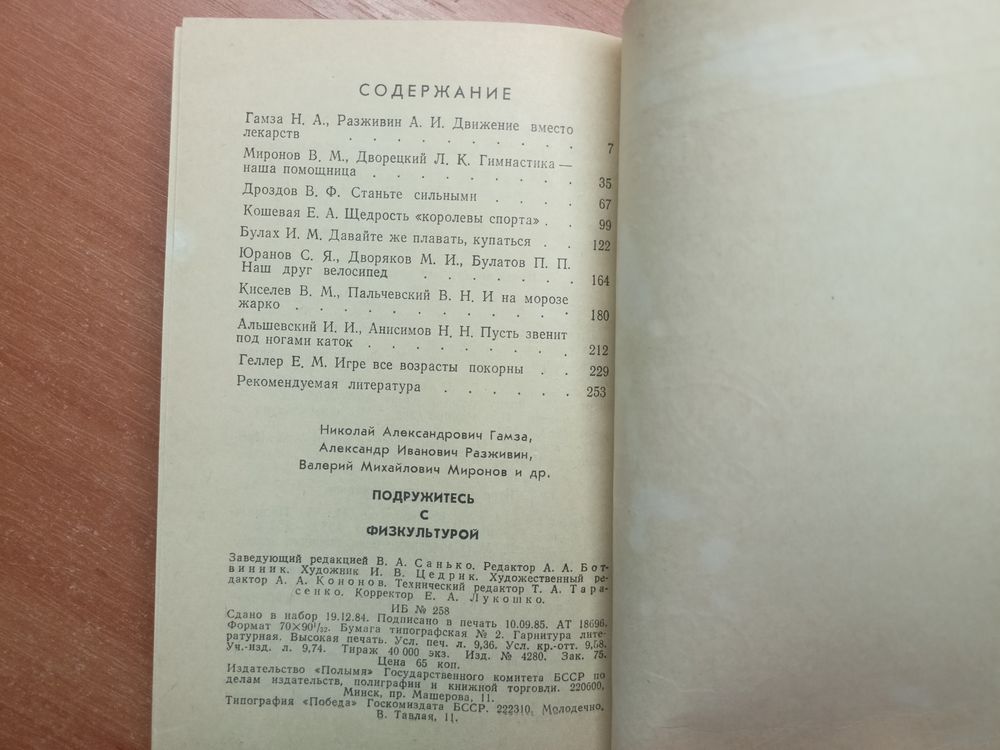 СОДЕРЖАНИЕ
Гамза Н. А., Разживин А. И. Движение вместо
лекарств . . . . . . . . . 7
Миронов В. М., Дворецкий Л. К. Гимнастика —
наша помощница . . . . . . . . 35
Дроздов В. Ф. Станьте сильными . . . . 67
Кошевая Е. А. Щедрость «королевы спорта» . . 99
Булах И. М. Давайте же плавать, купаться . . 122
Юранов С. Я., Дворяков М. И., Булатов П. П.
Наш друг велосипед . . . . . . . 164
Киселев В. М., Пальчевский В. Н. И на морозе
жарко . . . . . . . . . . . . 180
Альшевский И. И., Анисимов Н. Н. Пусть звенит
под ногами каток . . . . . . . . 212
Геллер Е. М. Игре все возрасты покорны . . 229
Рекомендуемая литература . . . . . . 253
Николай Александрович Гамза,
Александр Иванович Разживин,
Валерий Михайлович Миронов и др.
ПОДРУЖИТЕСЬ
С
ФИЗКУЛЬТУРОЙ
Заведующий редакцией В. А. Санько. Редактор А. А. Бот-
винник. Художник И. В. Цедрик. Художественный ре-
дактор А. А. Кононов. Технический редактор Т. А. Тара-
сенко. Корректор Е. А. Лукошко.
ИБ № 258
Сдано в набор 19.12.84. Подписано в печать 10.09.85. АТ 18696.
Формат 70×90¹/₃₂. Бумага типографская № 2. Гарнитура лите-
ратурная. Высокая печать. Усл. печ. л. 9,36. Усл. кр.-отт. 9,58.
Уч.-изд. л. 9,74. Тираж 40 000 экз. Изд. № 4280. Зак. 75.
Цена 65 коп.
Издательство «Полымя» Государственного комитета БССР по
делам издательств, полиграфии и книжной торговли. 220600,
Минск, пр. Машерова, 11.
Типография «Победа» Госкомиздата БССР. 222310, Молодечно,
В. Тавлая, 11.